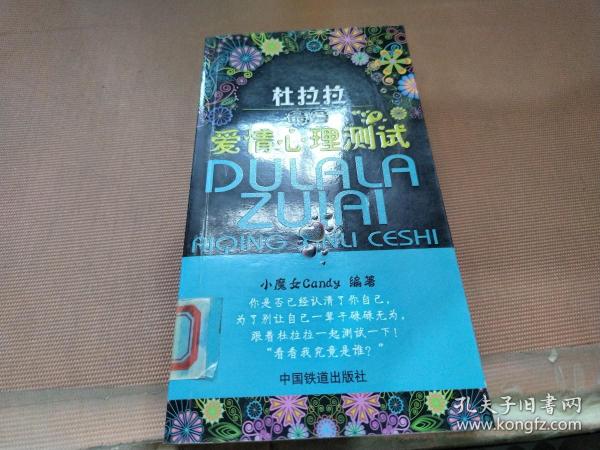 杜拉拉
最爱
爱情心理测试
DULALA
ZUIAI
AIQING XINLI CESHI
小魔女Candy 编著
你是否已经认清了你自己，
为了别让自己一辈子碌碌无为，
跟着杜拉拉一起测试一下！
“看看我究竟是谁？”
中国铁道出版社
孔夫子旧书网
www.kongfz.com